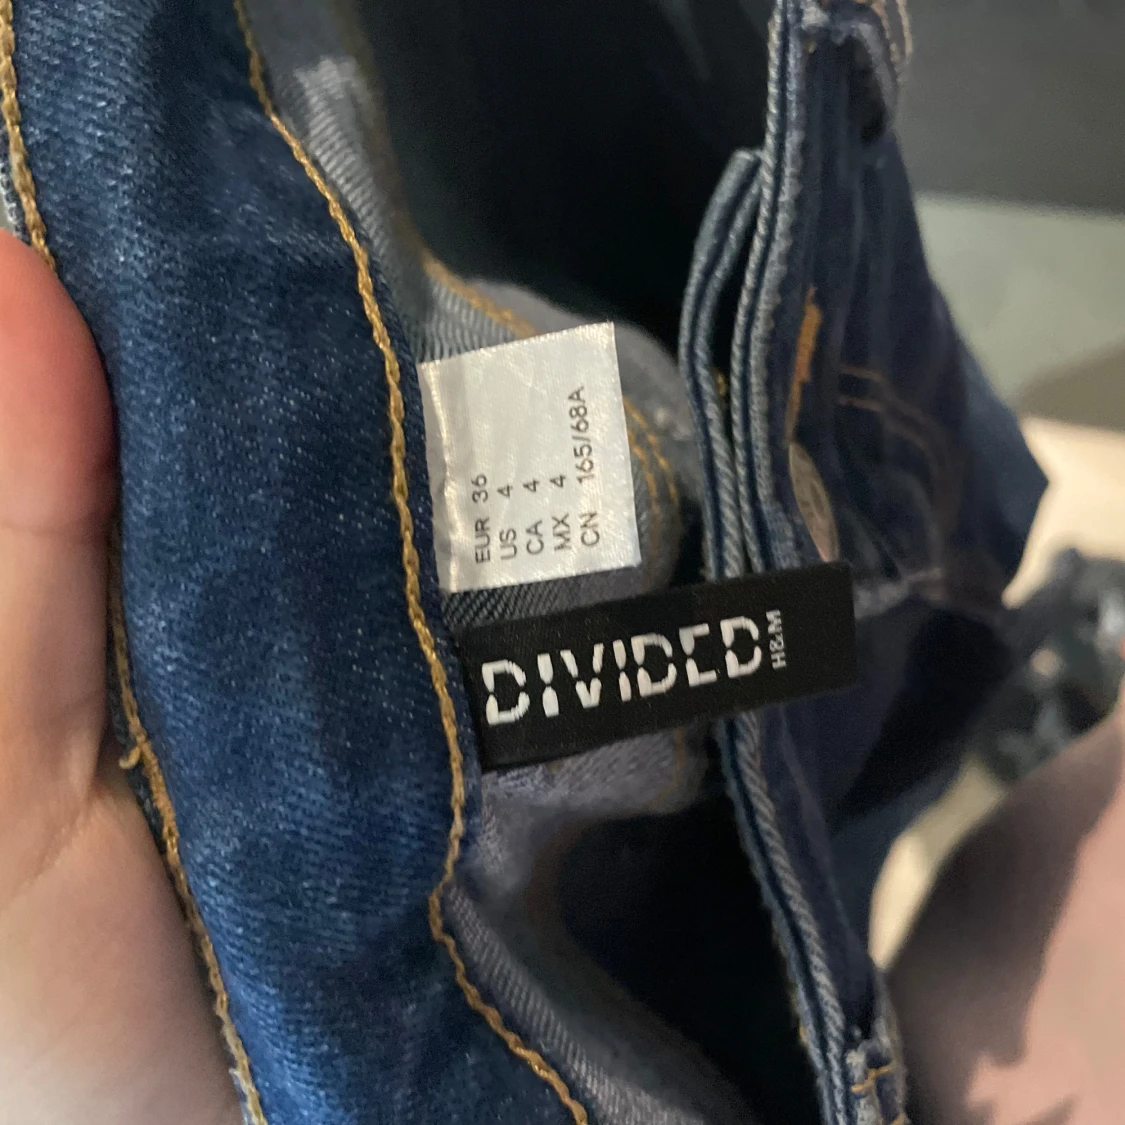 EUR 36
US 4
CA 4
MX 4
CN 165/68A
DIVIDED
H&M